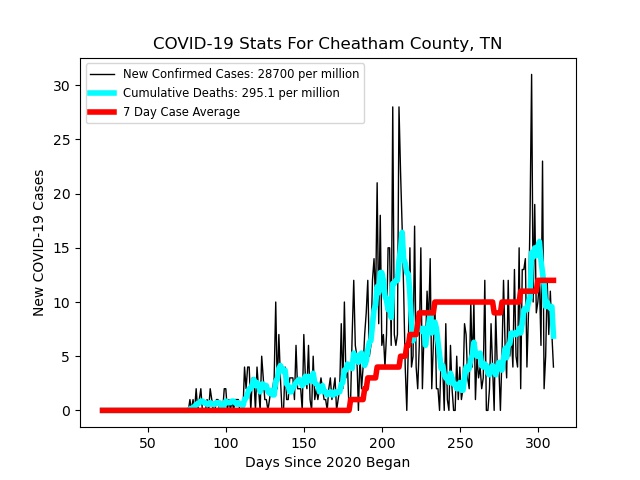 COVID-19 Stats For Cheatham County, TN
New Confirmed Cases: 28700 per million
Cumulative Deaths: 295.1 per million
7 Day Case Average
New COVID-19 Cases
30
25
20
15
10
5
0
50
100
150
200
250
300
Days Since 2020 Began